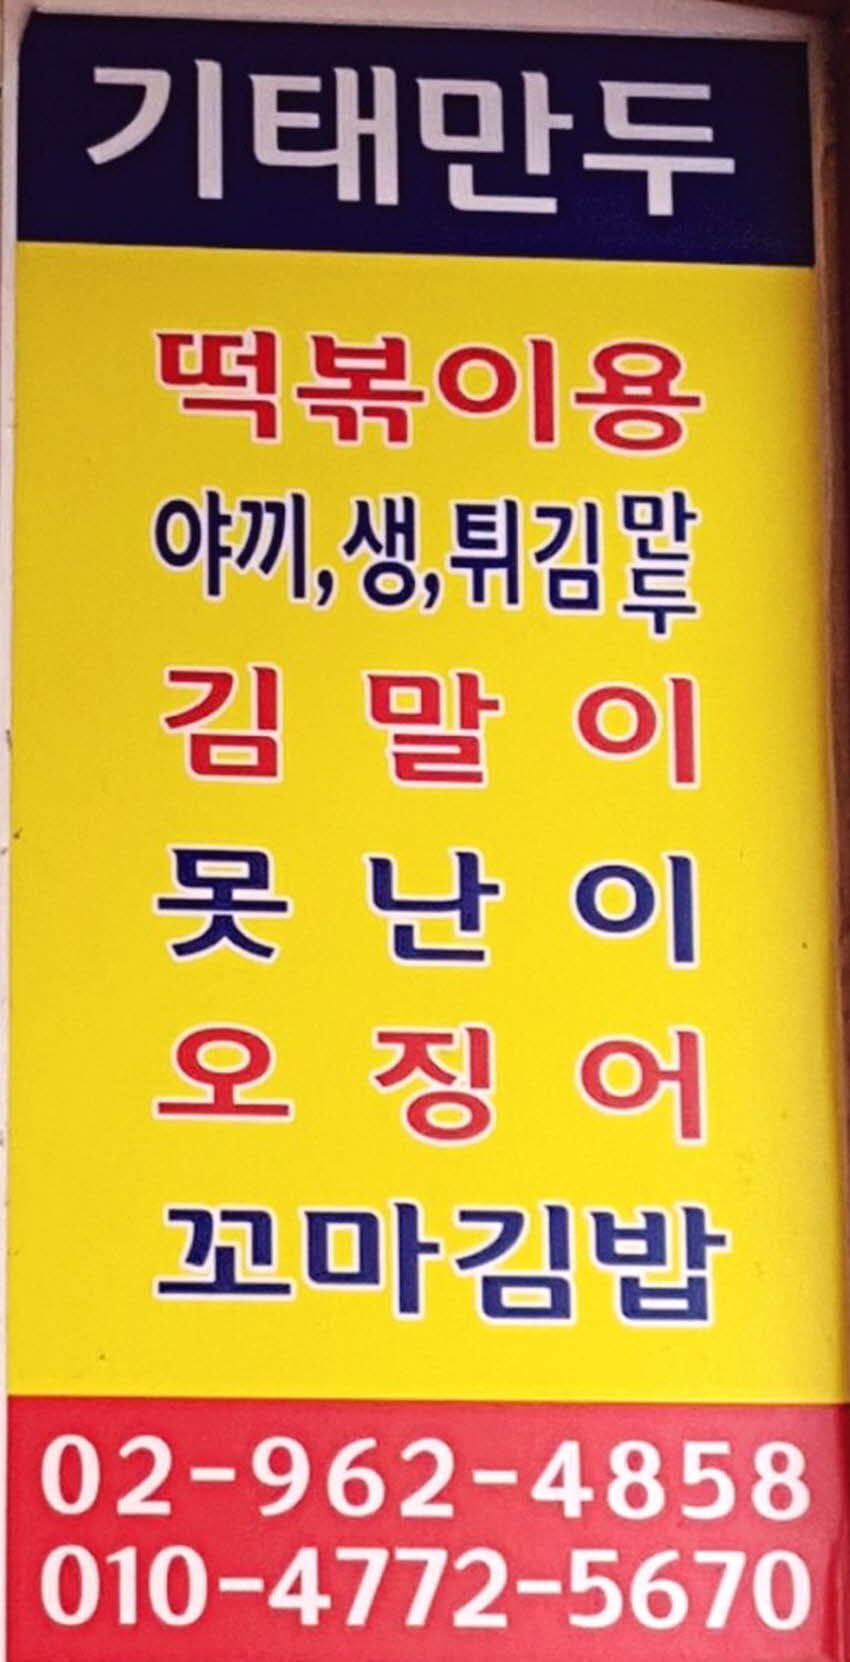 기태만두
떡볶이용
야끼,생,튀김만두
김말이
못난이
오징어
꼬마김밥
02-962-4858
010-4772-5670